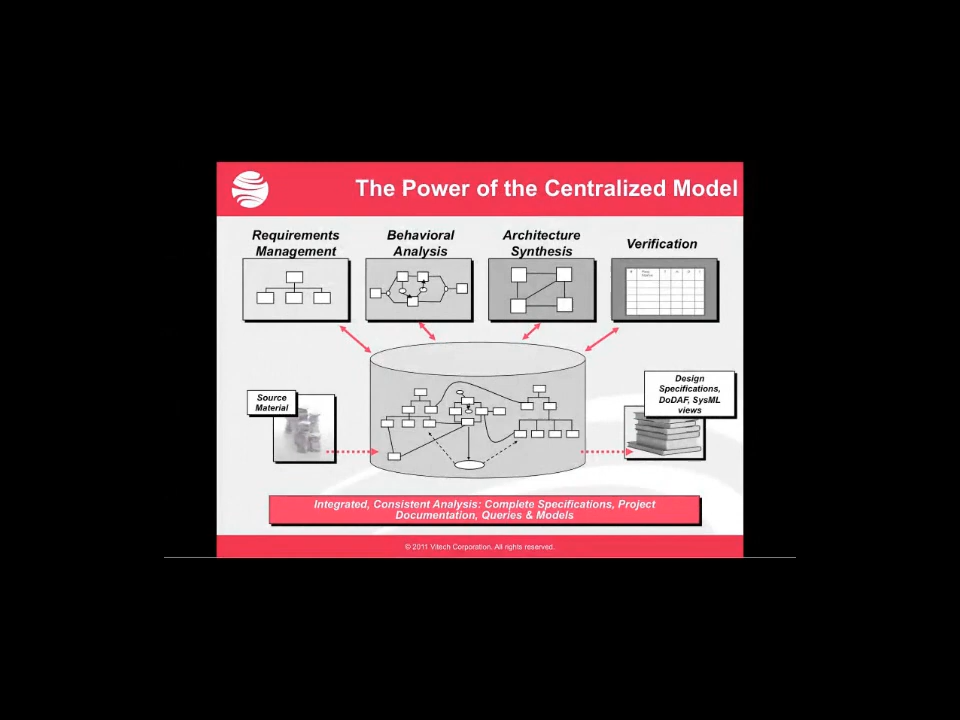 The Power of the Centralized Model
Requirements
Management
Behavioral
Analysis
Architecture
Synthesis
Verification
Source
Material
Design
Specifications,
DoDAF, SysML
views
Integrated, Consistent Analysis: Complete Specifications, Project
Documentation, Queries & Models
© 2011 Vitech Corporation. All rights reserved.